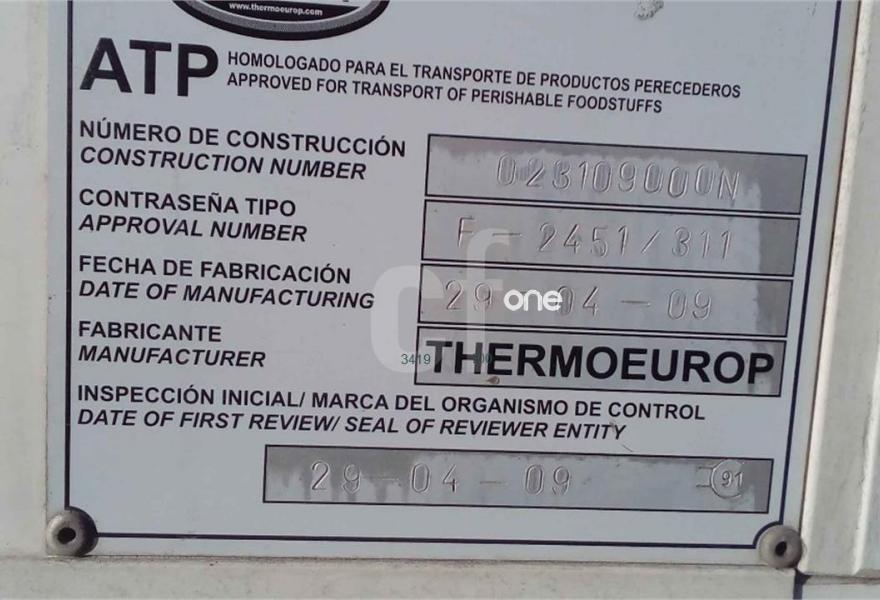 www.thermoeurop.com
ATP
HOMOLOGADO PARA EL TRANSPORTE DE PRODUCTOS PERECEDEROS
APPROVED FOR TRANSPORT OF PERISHABLE FOODSTUFFS
NÚMERO DE CONSTRUCCIÓN
CONSTRUCTION NUMBER
023109000N
CONTRASEÑA TIPO
APPROVAL NUMBER
F - 2451/311
FECHA DE FABRICACIÓN
DATE OF MANUFACTURING
29 - 04 - 09
FABRICANTE
MANUFACTURER
THERMOEUROP
INSPECCIÓN INICIAL/ MARCA DEL ORGANISMO DE CONTROL
DATE OF FIRST REVIEW/ SEAL OF REVIEWER ENTITY
29 - 04 - 09
91
cf
one
3419